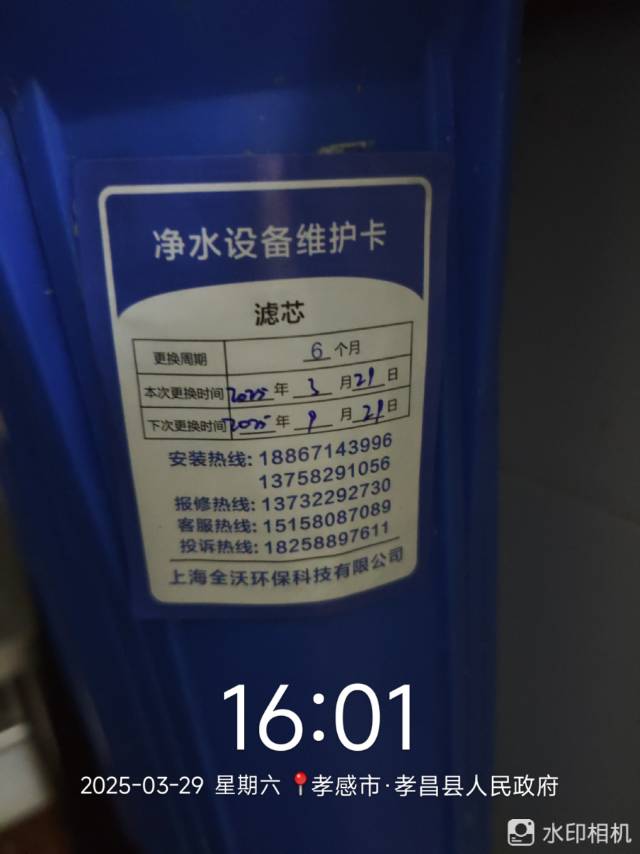 净水设备维护卡
滤芯
更换周期 6 个月
本次更换时间 2025 年 3 月 29 日
下次更换时间 2025 年 9 月 29 日
安装热线: 18867143996
13758291056
报修热线: 13732292730
客服热线: 15158087089
投诉热线: 18258897611
上海全沃环保科技有限公司
16:01
2025-03-29 星期六 孝感市·孝昌县人民政府
水印相机